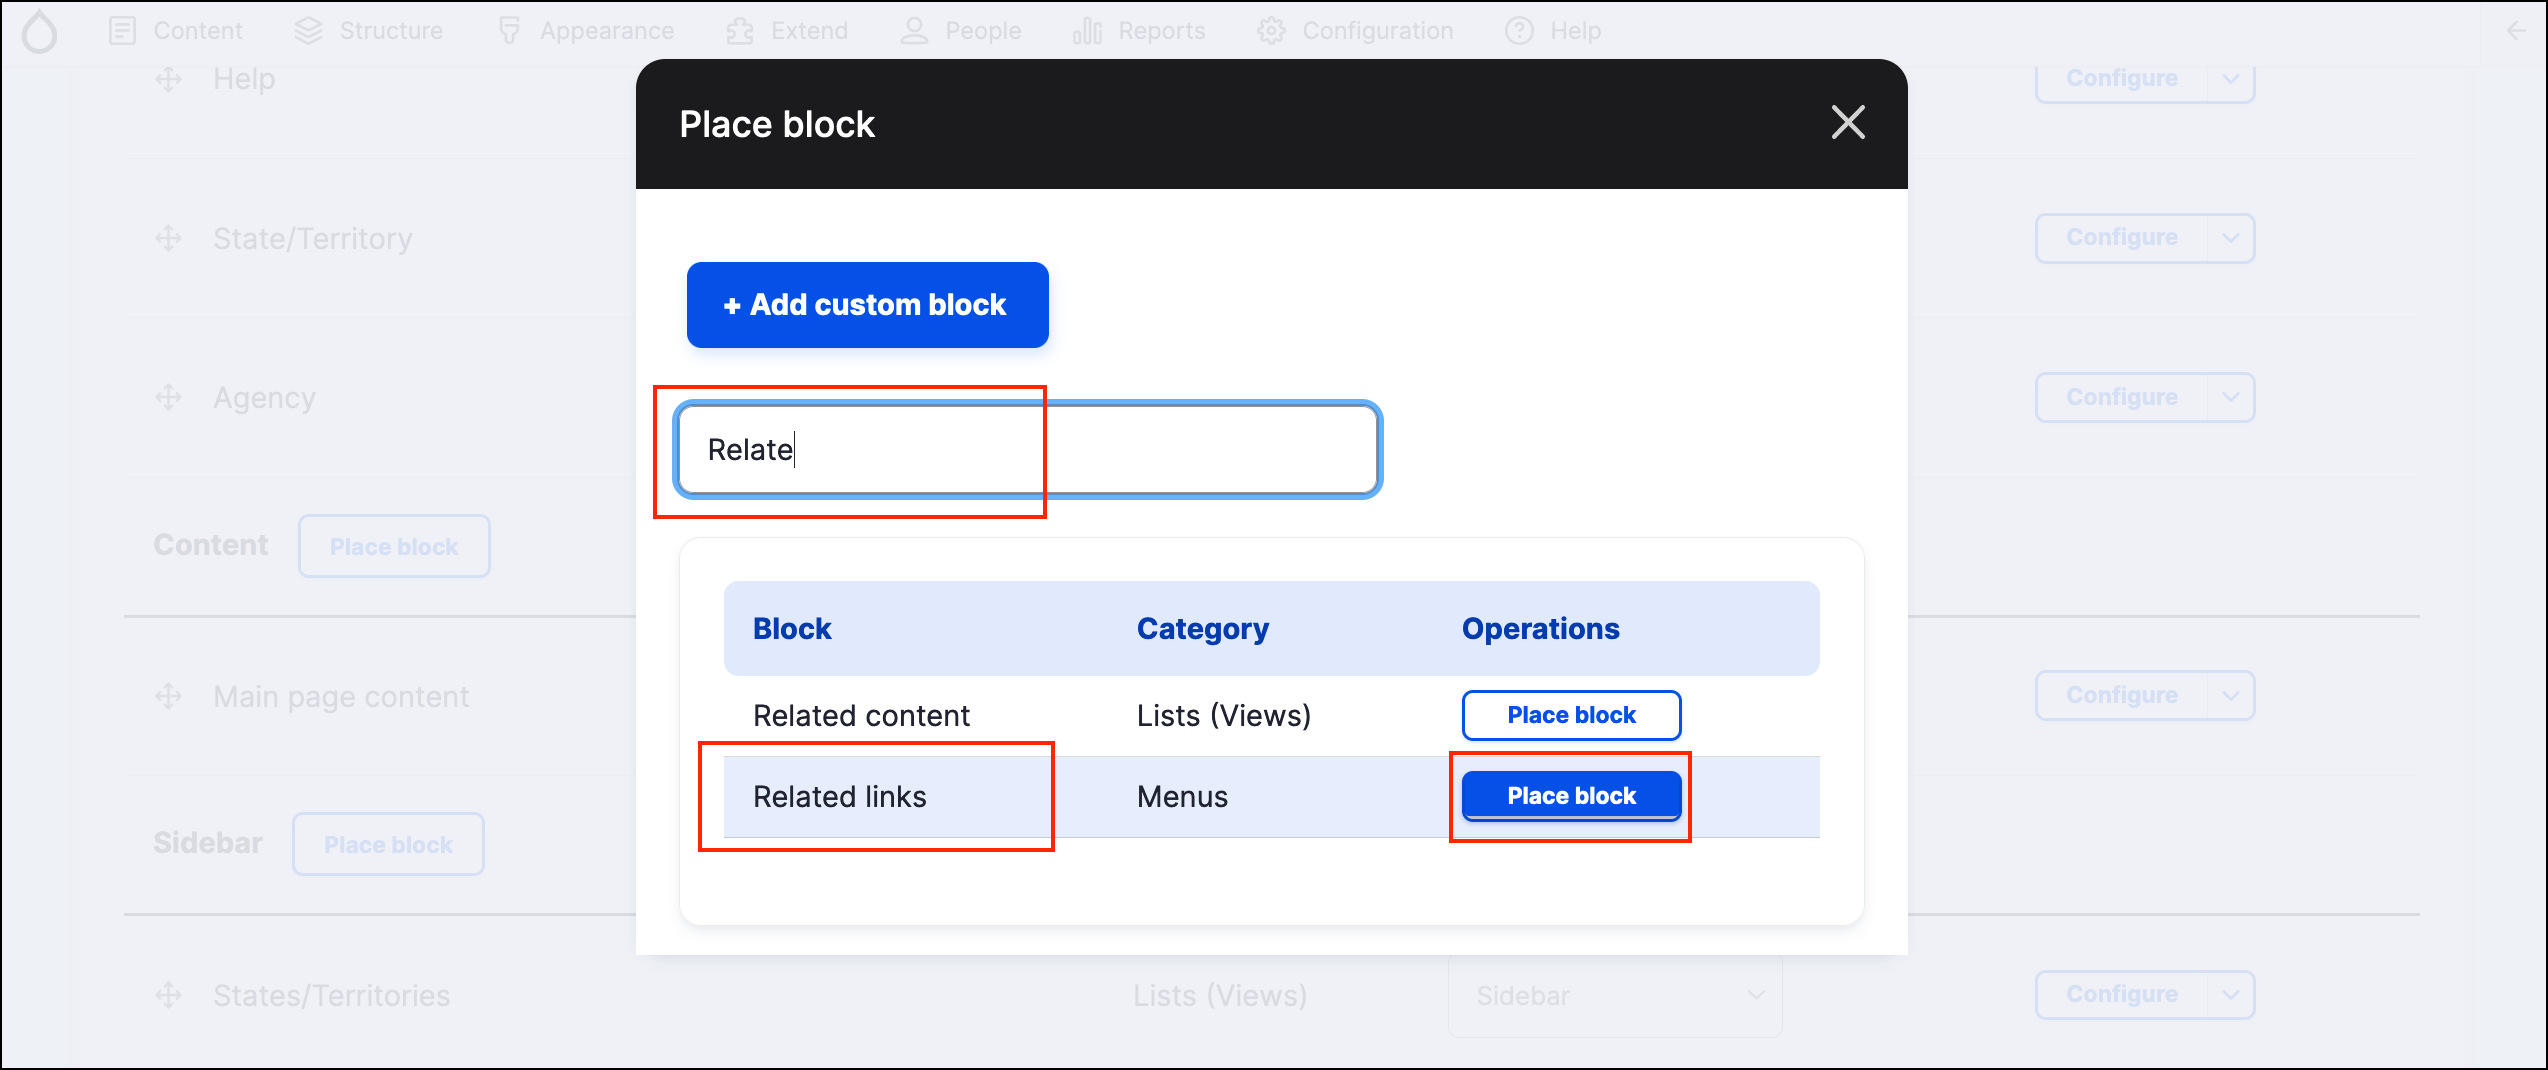 Content Structure Appearance Extend People Reports Configuration Help
Help Configure
Place block
State/Territory Configure
+ Add custom block
Agency Configure
Relate
Content Place block
Block Category Operations
Main page content Configure
Related content Lists (Views) Place block
Related links Menus Place block
Sidebar Place block
States/Territories Lists (Views) Sidebar Configure